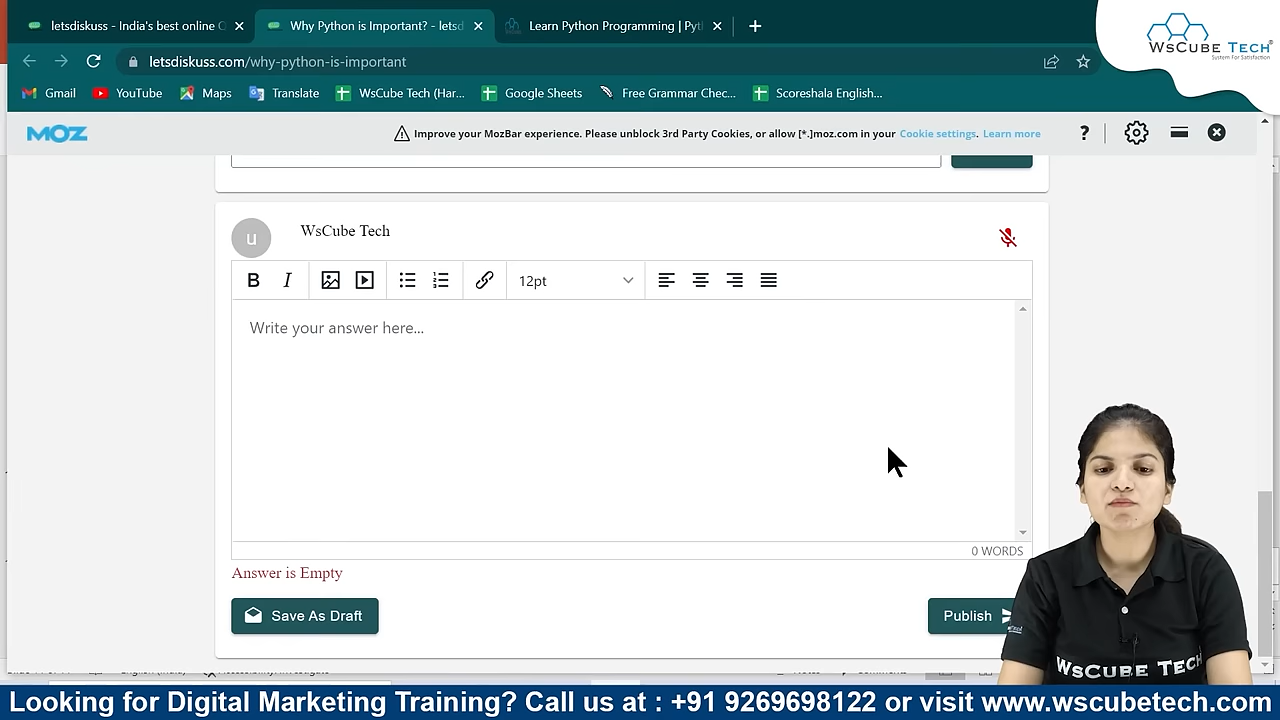 letsdiskuss - India's best online
Why Python is Important? - letsd
Learn Python Programming | Pyt
WsCube Tech
System For Satisfaction
letsdiskuss.com/why-python-is-important
Gmail
YouTube
Maps
Translate
WsCube Tech (Har...
Google Sheets
Free Grammar Chec...
Scoreshala English...
MOZ
Improve your MozBar experience. Please unblock 3rd Party Cookies, or allow [*.]moz.com in your Cookie settings. Learn more
?
u
WsCube Tech
B I
12pt
Write your answer here...
0 WORDS
Answer is Empty
Save As Draft
Publish
WsCube Tech
Looking for Digital Marketing Training? Call us at : +91 9269698122 or visit www.wscubetech.com